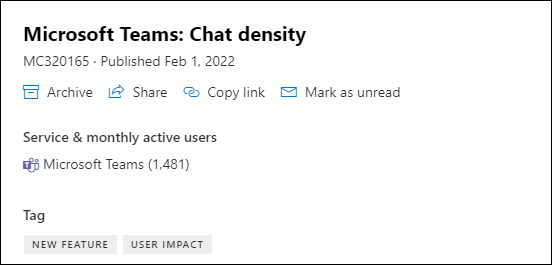 Microsoft Teams: Chat density
MC320165 · Published Feb 1, 2022
Archive Share Copy link Mark as unread
Service & monthly active users
Microsoft Teams (1,481)
Tag
NEW FEATURE USER IMPACT